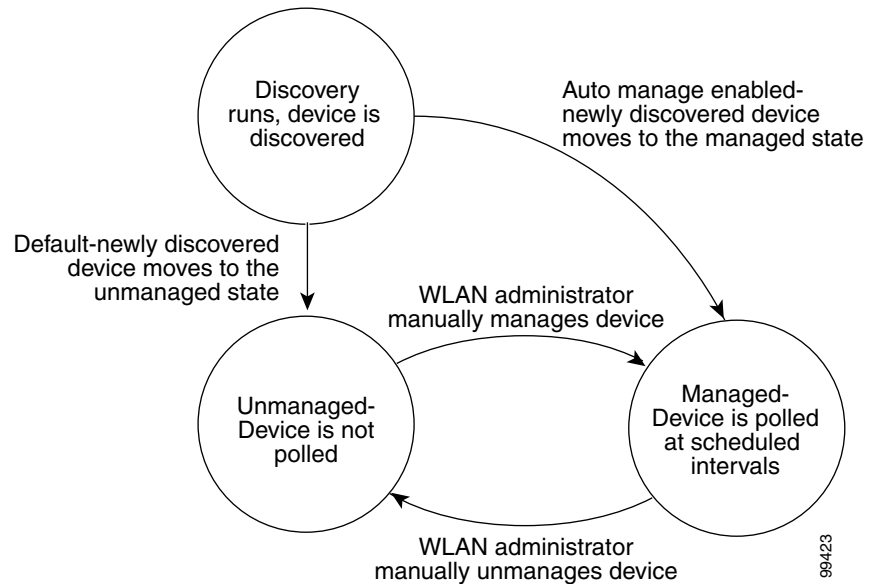 Discovery
runs, device is
discovered
Auto manage enabled-
newly discovered device
moves to the managed state
Default-newly discovered
device moves to the
unmanaged state
WLAN administrator
manually manages device
Unmanaged-
Device is not
polled
Managed-
Device is polled
at scheduled
intervals
WLAN administrator
manually unmanages device
99423